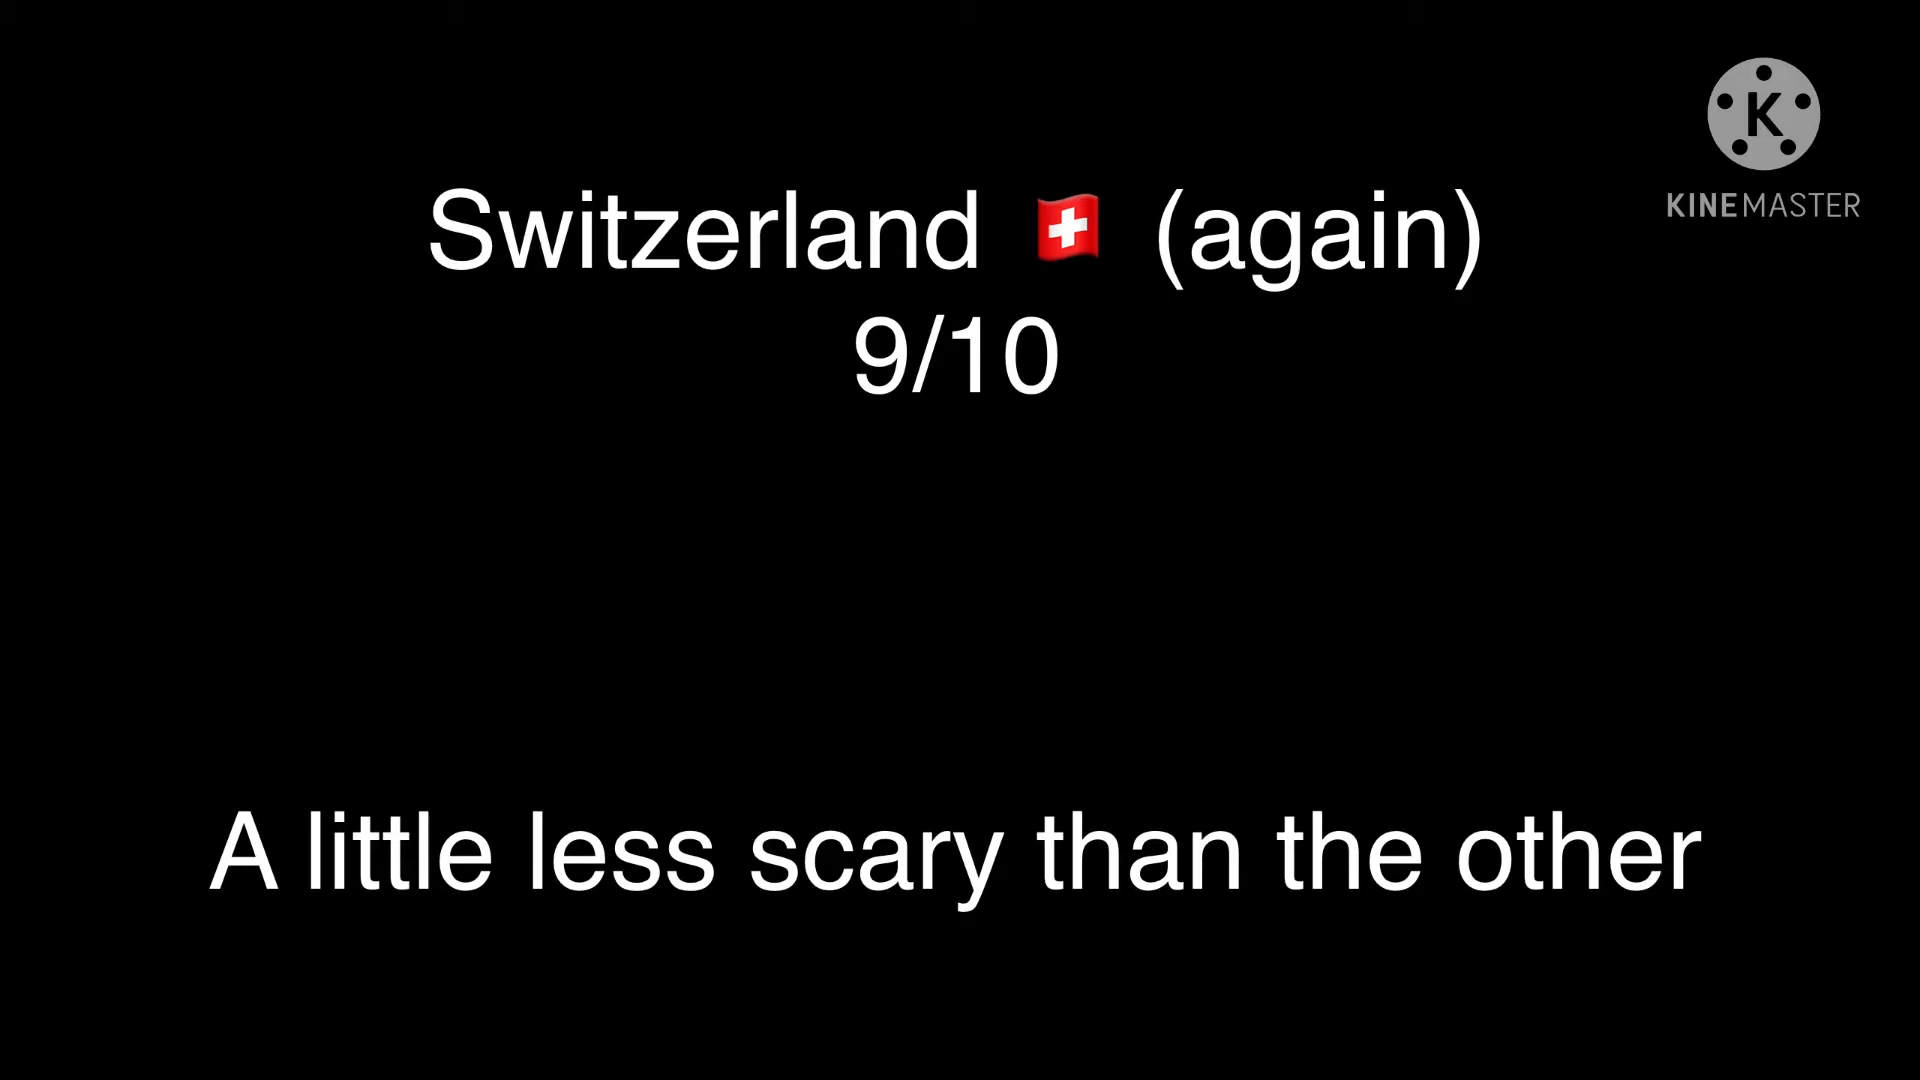 Switzerland 🇨🇭 (again)
9/10
K
KINEMASTER
A little less scary than the other